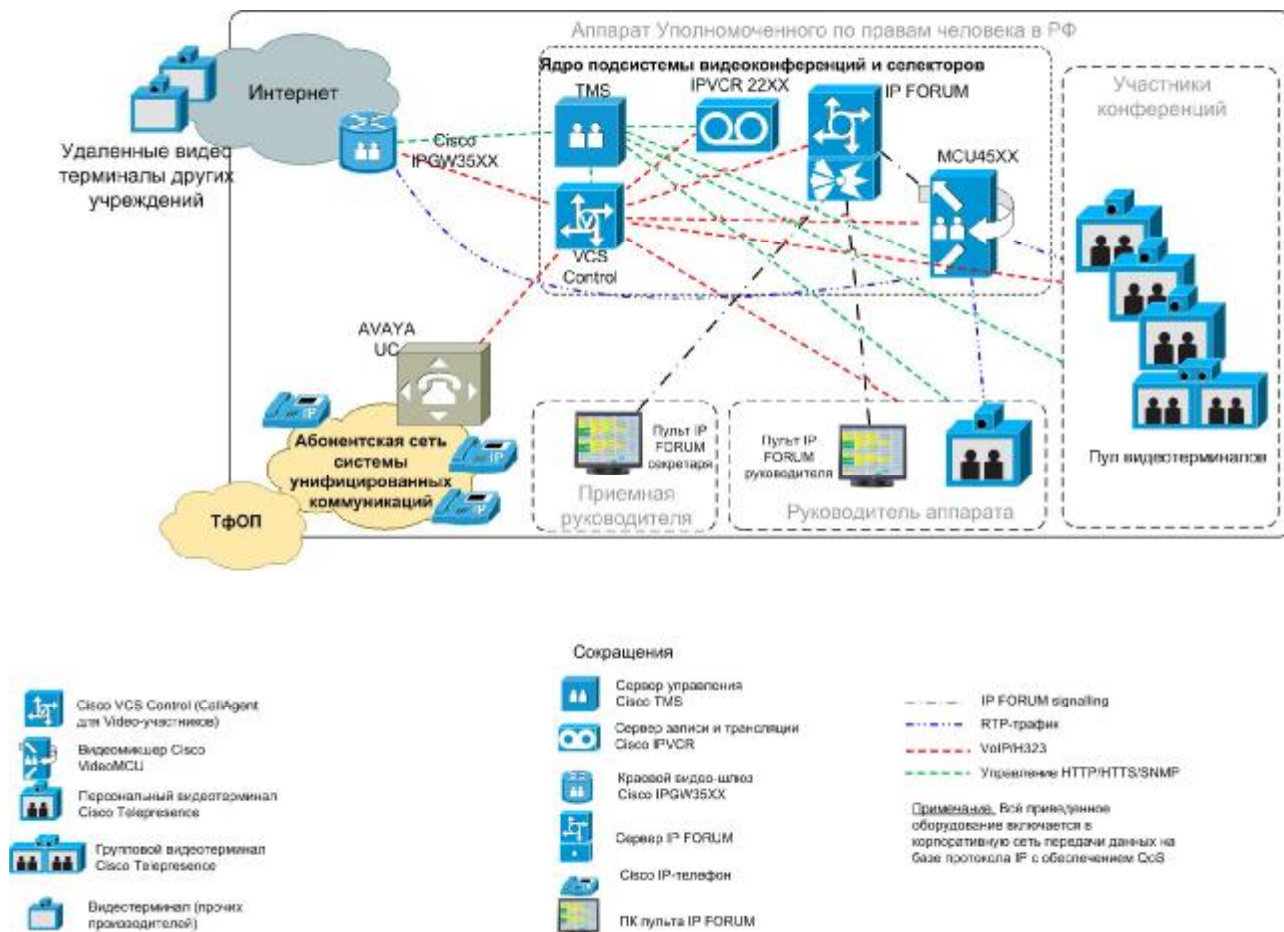 Аппарат Уполномоченного по правам человека в РФ
Ядро подсистемы видеоконференций и селекторов
TMS
IPVCR 22XX
IP FORUM
Участники
конференций
Интернет
Cisco
IPGW35XX
MCU45XX
Удаленные видео
терминалы других
учреждений
VCS
Control
AVAYA
UC
IP
IP
IP
Абонентская сеть
системы
унифицированных
коммуникаций
ТфОП
Пульт IP
FORUM
секретаря
Приемная
руководителя
Пульт IP
FORUM
руководителя
Руководитель аппарата
Пул видеотерминалов
Сокращения
Cisco VCS Control (CallAgent
для Video-участников)
Видеомикшер Cisco
VideoMCU
Персональный видеотерминал
Cisco Telepresence
Групповой видеотерминал
Cisco Telepresence
Видеотерминал (прочих
производителей)
Сервер управления
Cisco TMS
Сервер записи и трансляции
Cisco IPVCR
Краевой видео-шлюз
Cisco IPGW35XX
Сервер IP FORUM
Cisco IP-телефон
ПК пульта IP FORUM
IP FORUM signalling
RTP-трафик
VoIP/H323
Управление HTTP/HTTS/SNMP
Примечание. Всё приведенное
оборудование включается в
корпоративную сеть передачи данных на
базе протокола IP с обеспечением QoS